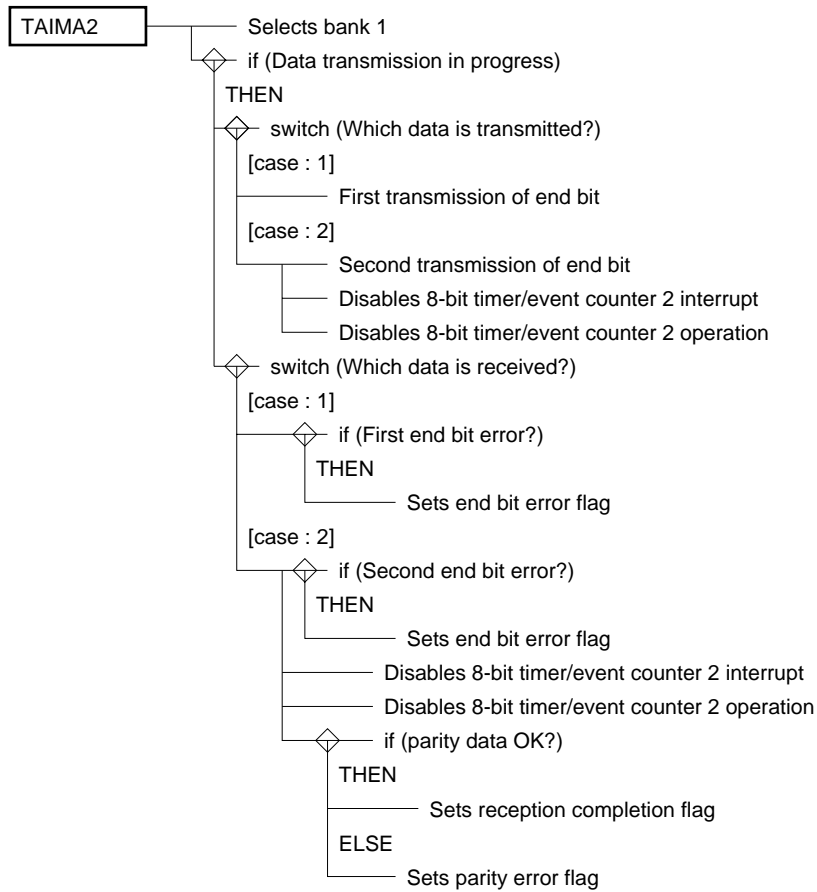 TAIMA2
Selects bank 1
if (Data transmission in progress)
THEN
switch (Which data is transmitted?)
[case : 1]
First transmission of end bit
[case : 2]
Second transmission of end bit
Disables 8-bit timer/event counter 2 interrupt
Disables 8-bit timer/event counter 2 operation
switch (Which data is received?)
[case : 1]
if (First end bit error?)
THEN
Sets end bit error flag
[case : 2]
if (Second end bit error?)
THEN
Sets end bit error flag
Disables 8-bit timer/event counter 2 interrupt
Disables 8-bit timer/event counter 2 operation
if (parity data OK?)
THEN
Sets reception completion flag
ELSE
Sets parity error flag